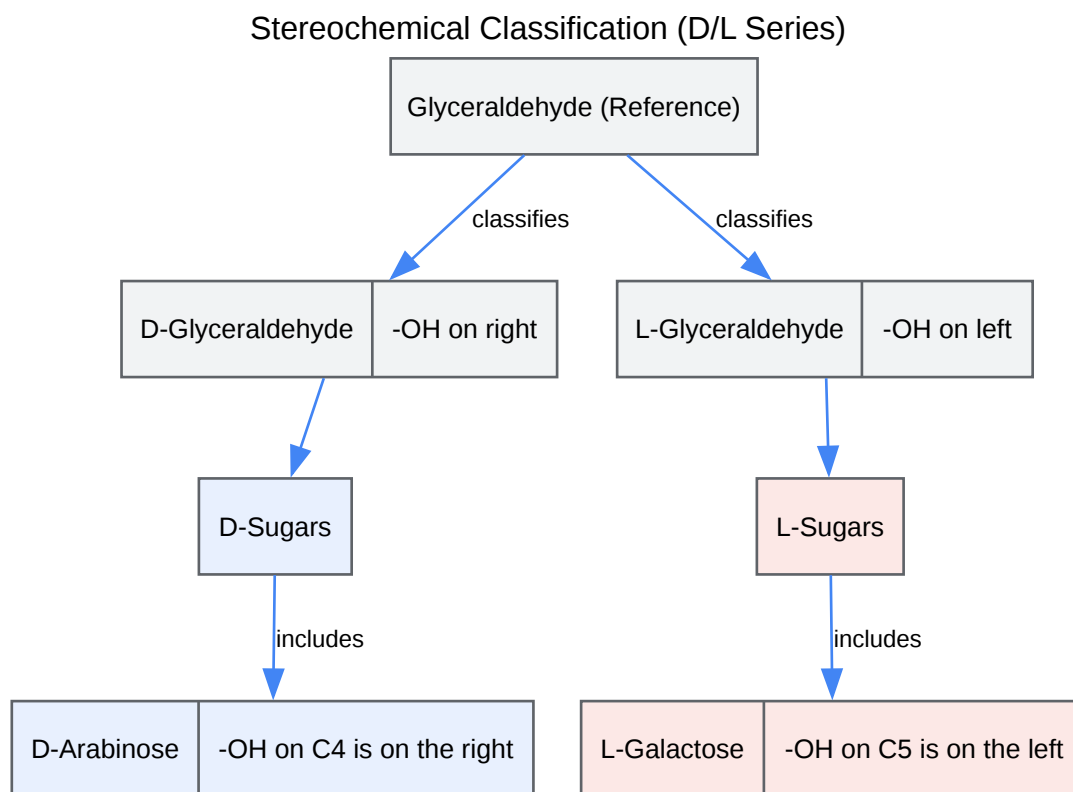 Stereochemical Classification (D/L Series)
Glyceraldehyde (Reference)
classifies
classifies
D-Glyceraldehyde
-OH on right
L-Glyceraldehyde
-OH on left
D-Sugars
L-Sugars
includes
includes
D-Arabinose
-OH on C4 is on the right
L-Galactose
-OH on C5 is on the left